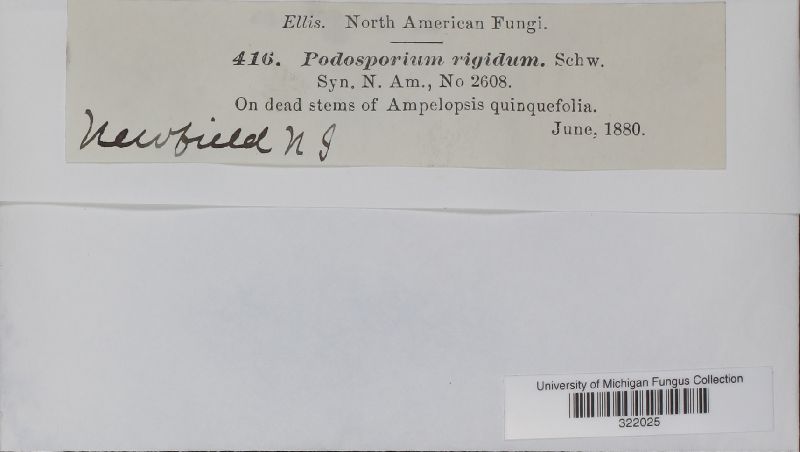 Ellis. North American Fungi.
416. Podosporium rigidum. Schw.
Syn. N. Am., No 2608.
On dead stems of Ampelopsis quinquefolia.
June, 1880.
Newfield N J
University of Michigan Fungus Collection
322025